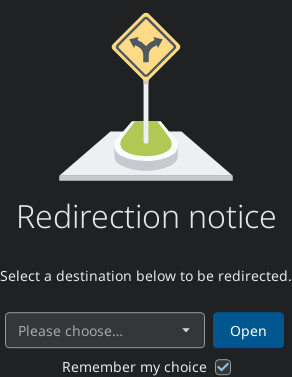 Redirection notice
Select a destination below to be redirected.
Please choose...
Open
Remember my choice